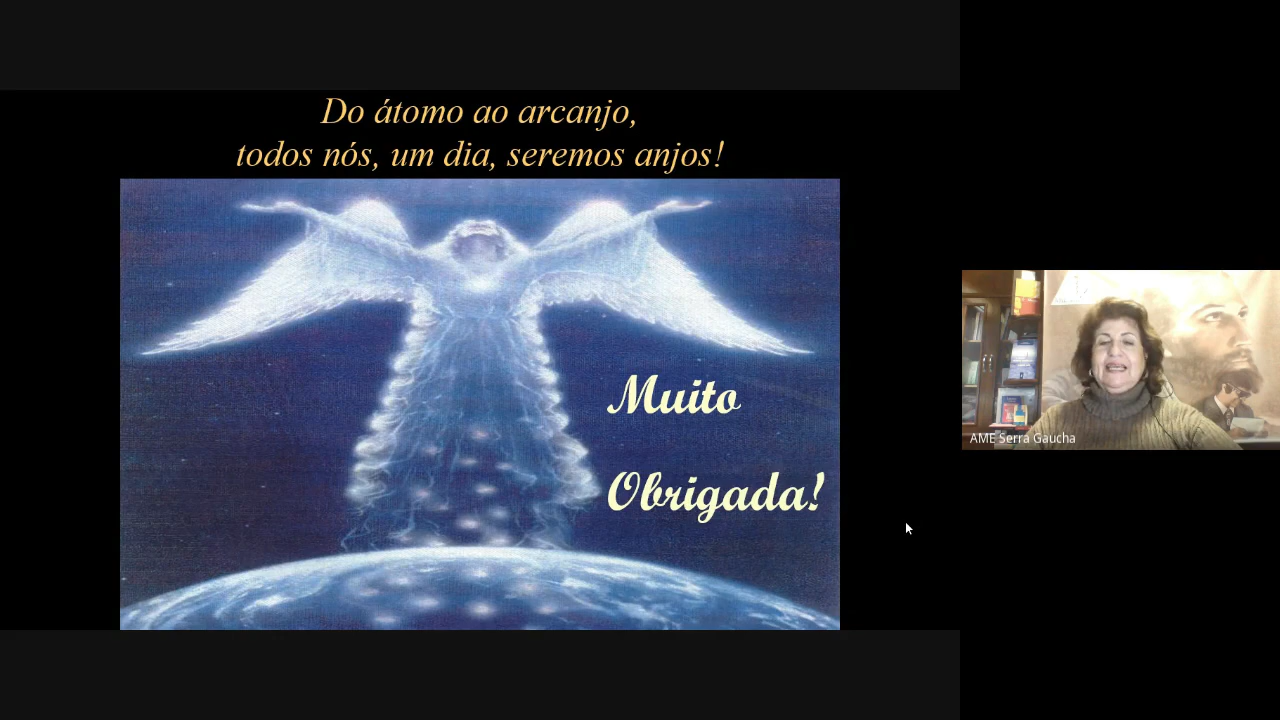 Do átomo ao arcanjo,
todos nós, um dia, seremos anjos!
Muito
Obrigada!
AME Serra Gaucha